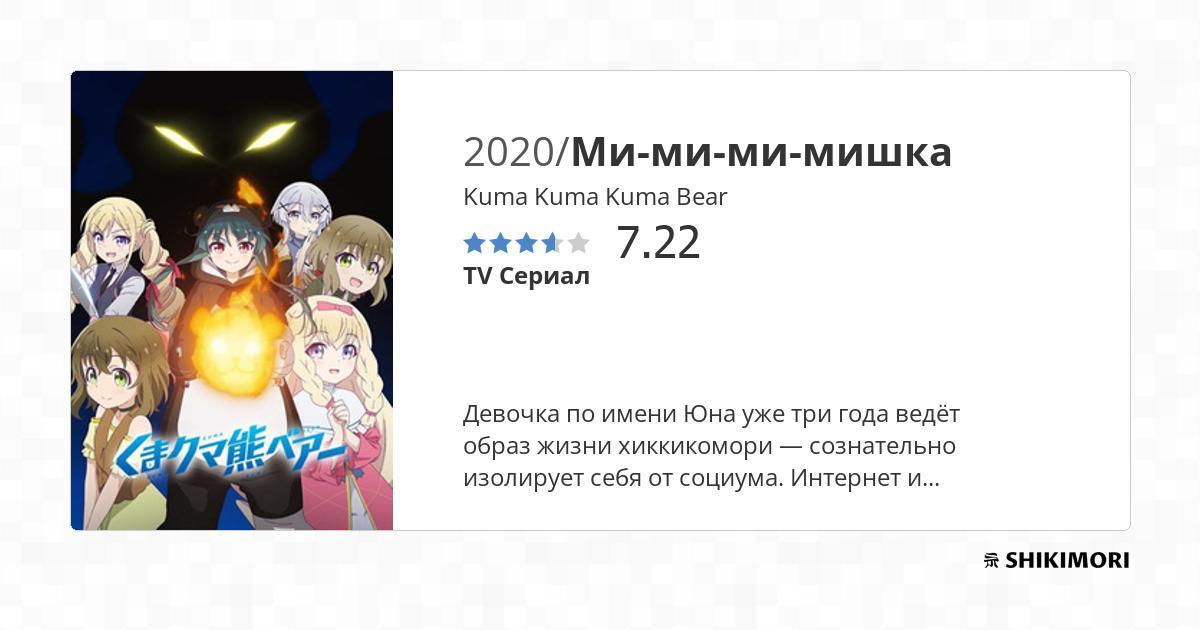 2020/Ми-ми-ми-мишка
Kuma Kuma Kuma Bear
7.22
TV Сериал
Девочка по имени Юна уже три года ведёт
образ жизни хиккикомори — сознательно
изолирует себя от социума. Интернет и...
くまクマ熊ベアー
SHIKIMORI